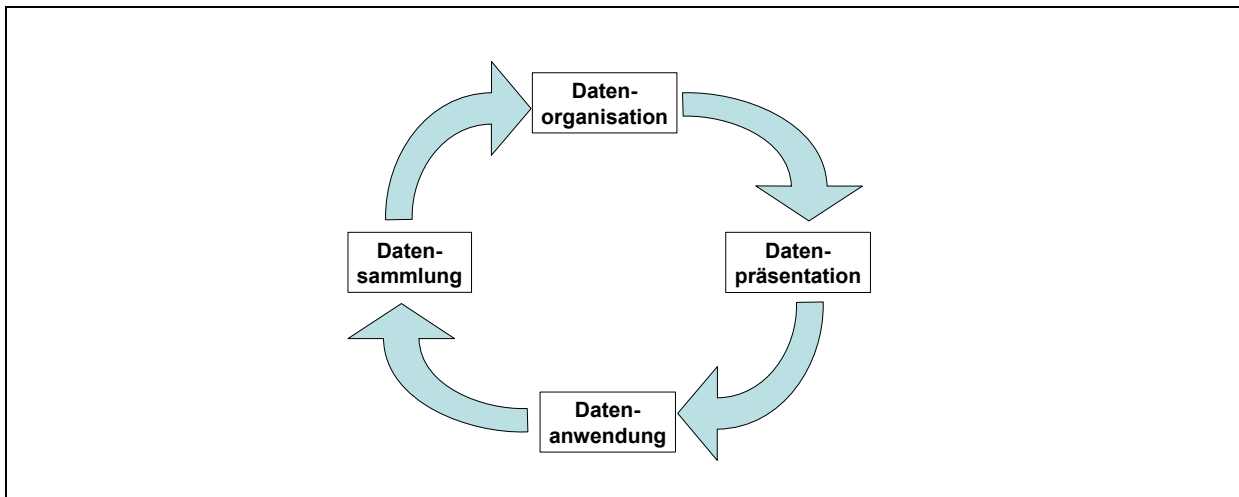 Daten-
organisation
Daten-
sammlung
Daten-
präsentation
Daten-
anwendung